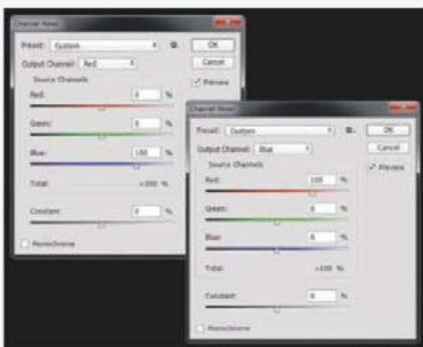 Channel Mixer
Preset: Custom
OK
Output Channel: Red
Cancel
Source Channels
Preview
Red: 0 %
Green: 0 %
Blue: 100 %
Total: +100 %
Constant: 0 %
Monochrome
Channel Mixer
Preset: Custom
OK
Output Channel: Blue
Cancel
Source Channels
Preview
Red: 100 %
Green: 0 %
Blue: 0 %
Total: +100 %
Constant: 0 %
Monochrome